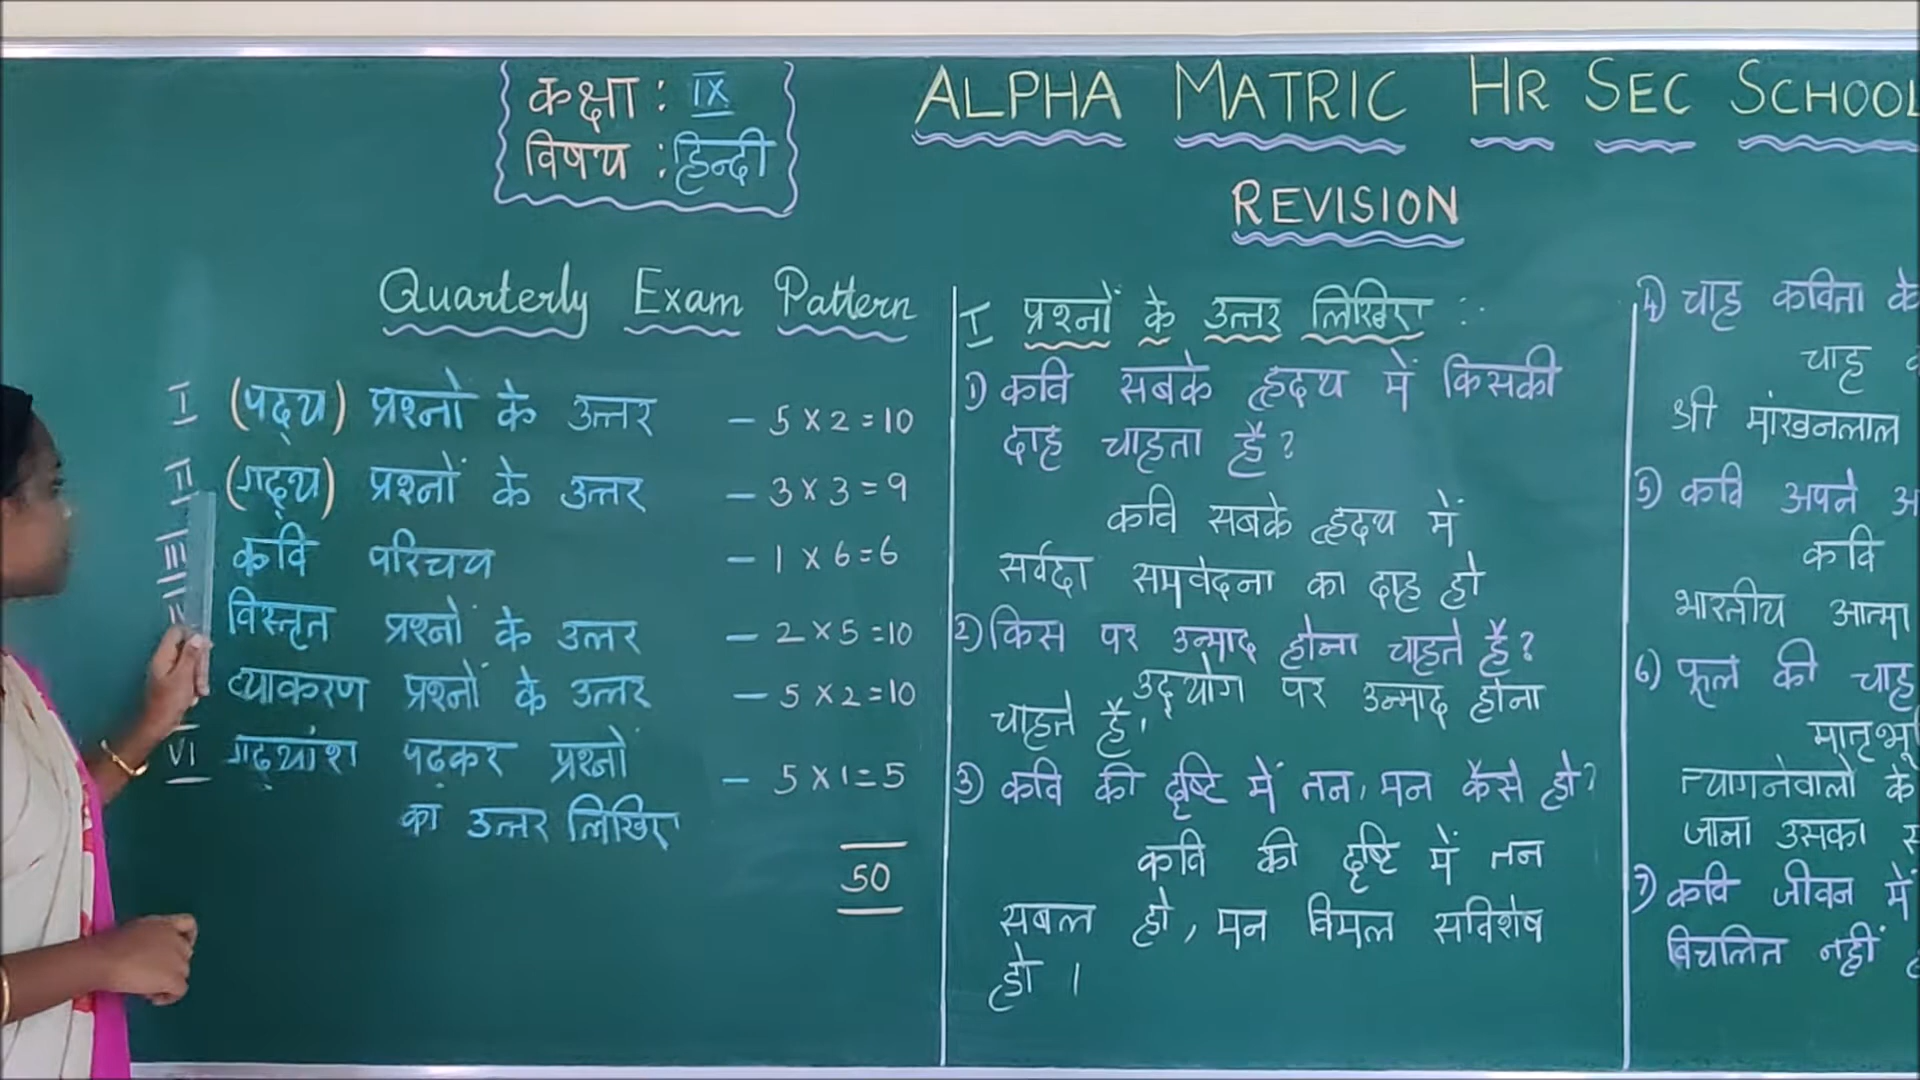 कक्षा : IX
विषय : हिन्दी
ALPHA MATRIC HR SEC SCHOOL
REVISION
Quarterly Exam Pattern
I (पद्य) प्रश्नों के उत्तर - 5 x 2 = 10
II (गद्य) प्रश्नों के उत्तर - 3 x 3 = 9
III कवि परिचय - 1 x 6 = 6
विस्तृत प्रश्नों के उत्तर - 2 x 5 = 10
व्याकरण प्रश्नों के उत्तर - 5 x 2 = 10
VI गद्यांश पढ़कर प्रश्नों
का उत्तर लिखिए - 5 x 1 = 5
50
I प्रश्नों के उत्तर लिखिए :
1) कवि सबके हृदय में किसकी
दाह चाहता है?
कवि सबके हृदय में
सर्वदा समवेदना का दाह हो
2) किस पर उन्माद होना चाहते हैं?
उद्योग पर उन्माद होना
चाहते हैं।
3) कवि की दृष्टि में तन, मन कैसे हो?
कवि की दृष्टि में तन
सबल हो, मन विमल सविशेष
हो ।
4) चाह कविता के
चाह
श्री मांखनलाल
5) कवि अपने
कवि
भारतीय आत्मा
6) फूल की चाह
मातृभू
त्यागनेवालों के
जाना उसका
7) कवि जीवन में
विचलित नहीं